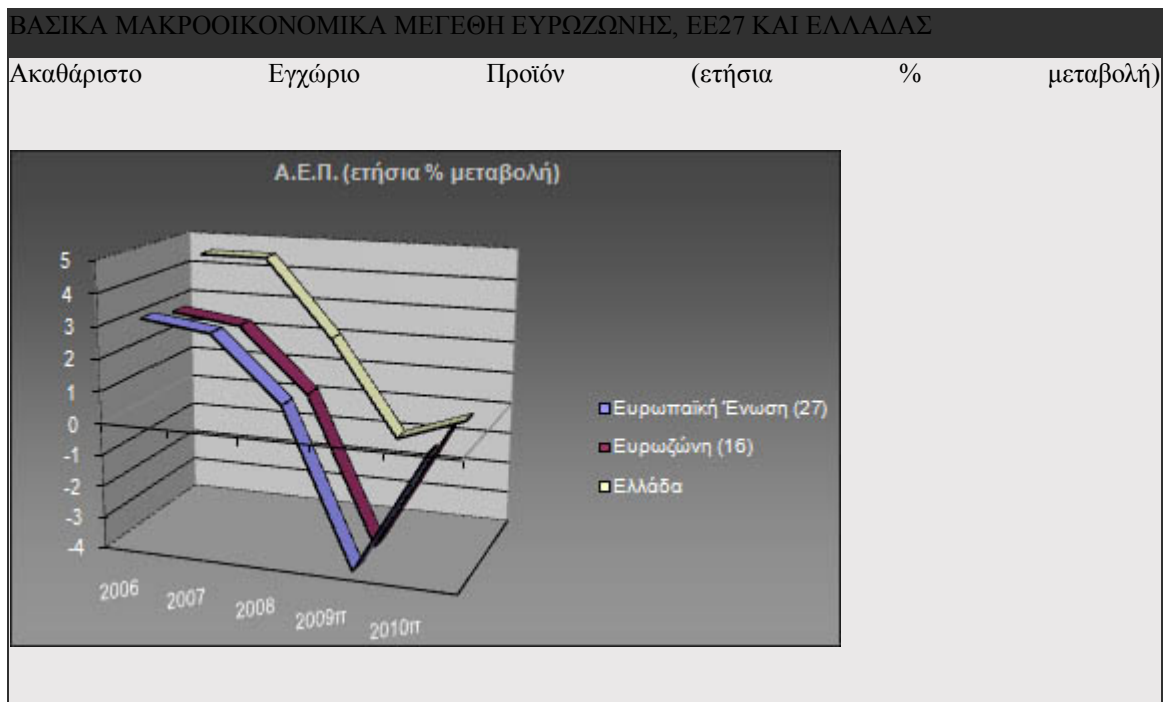 ΒΑΣΙΚΑ ΜΑΚΡΟΟΙΚΟΝΟΜΙΚΑ ΜΕΓΕΘΗ ΕΥΡΩΖΩΝΗΣ, ΕΕ27 ΚΑΙ ΕΛΛΑΔΑΣ
Ακαθάριστο Εγχώριο Προϊόν (ετήσια % μεταβολή)
Α.Ε.Π. (ετήσια % μεταβολή)
5
4
3
2
1
0
-1
-2
-3
-4
2006
2007
2008
2009π
2010π
Ευρωπαϊκή Ένωση (27)
Ευρωζώνη (16)
Ελλάδα